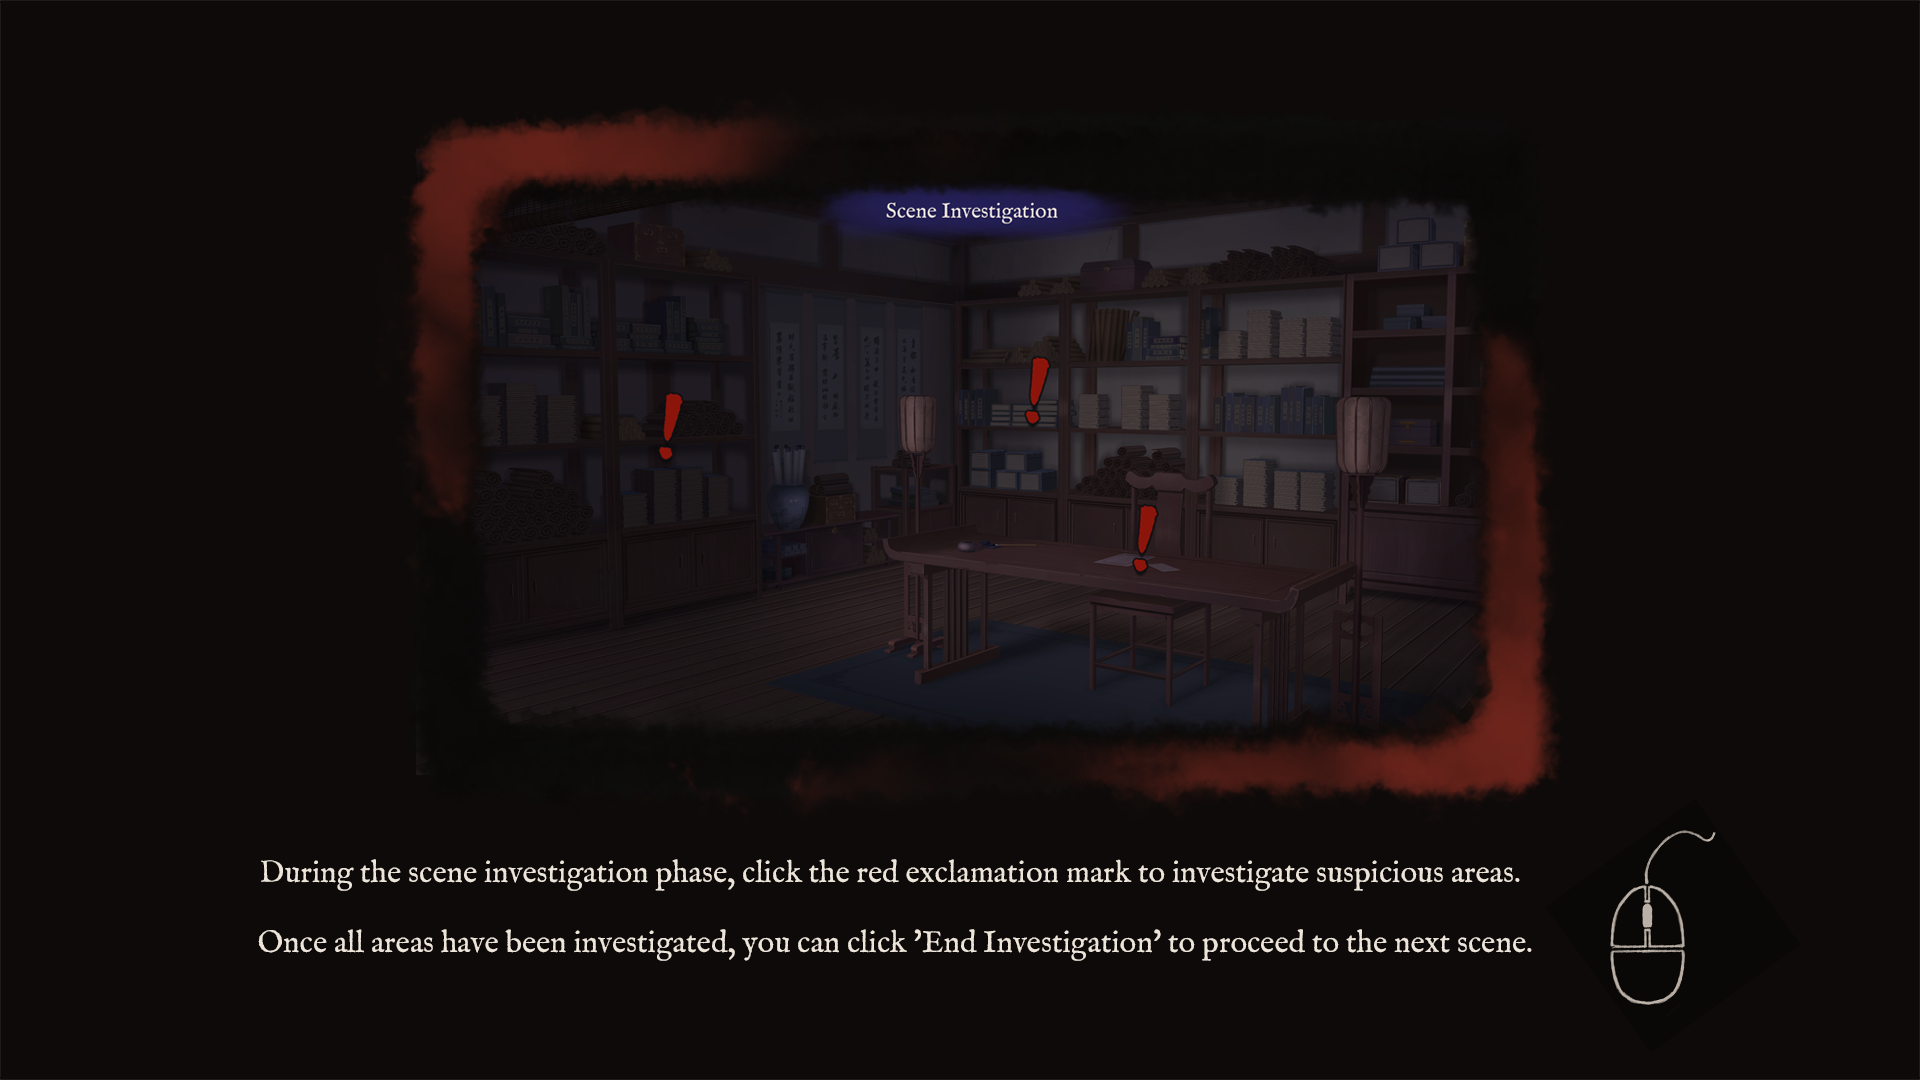 Scene Investigation
During the scene investigation phase, click the red exclamation mark to investigate suspicious areas.
Once all areas have been investigated, you can click 'End Investigation' to proceed to the next scene.